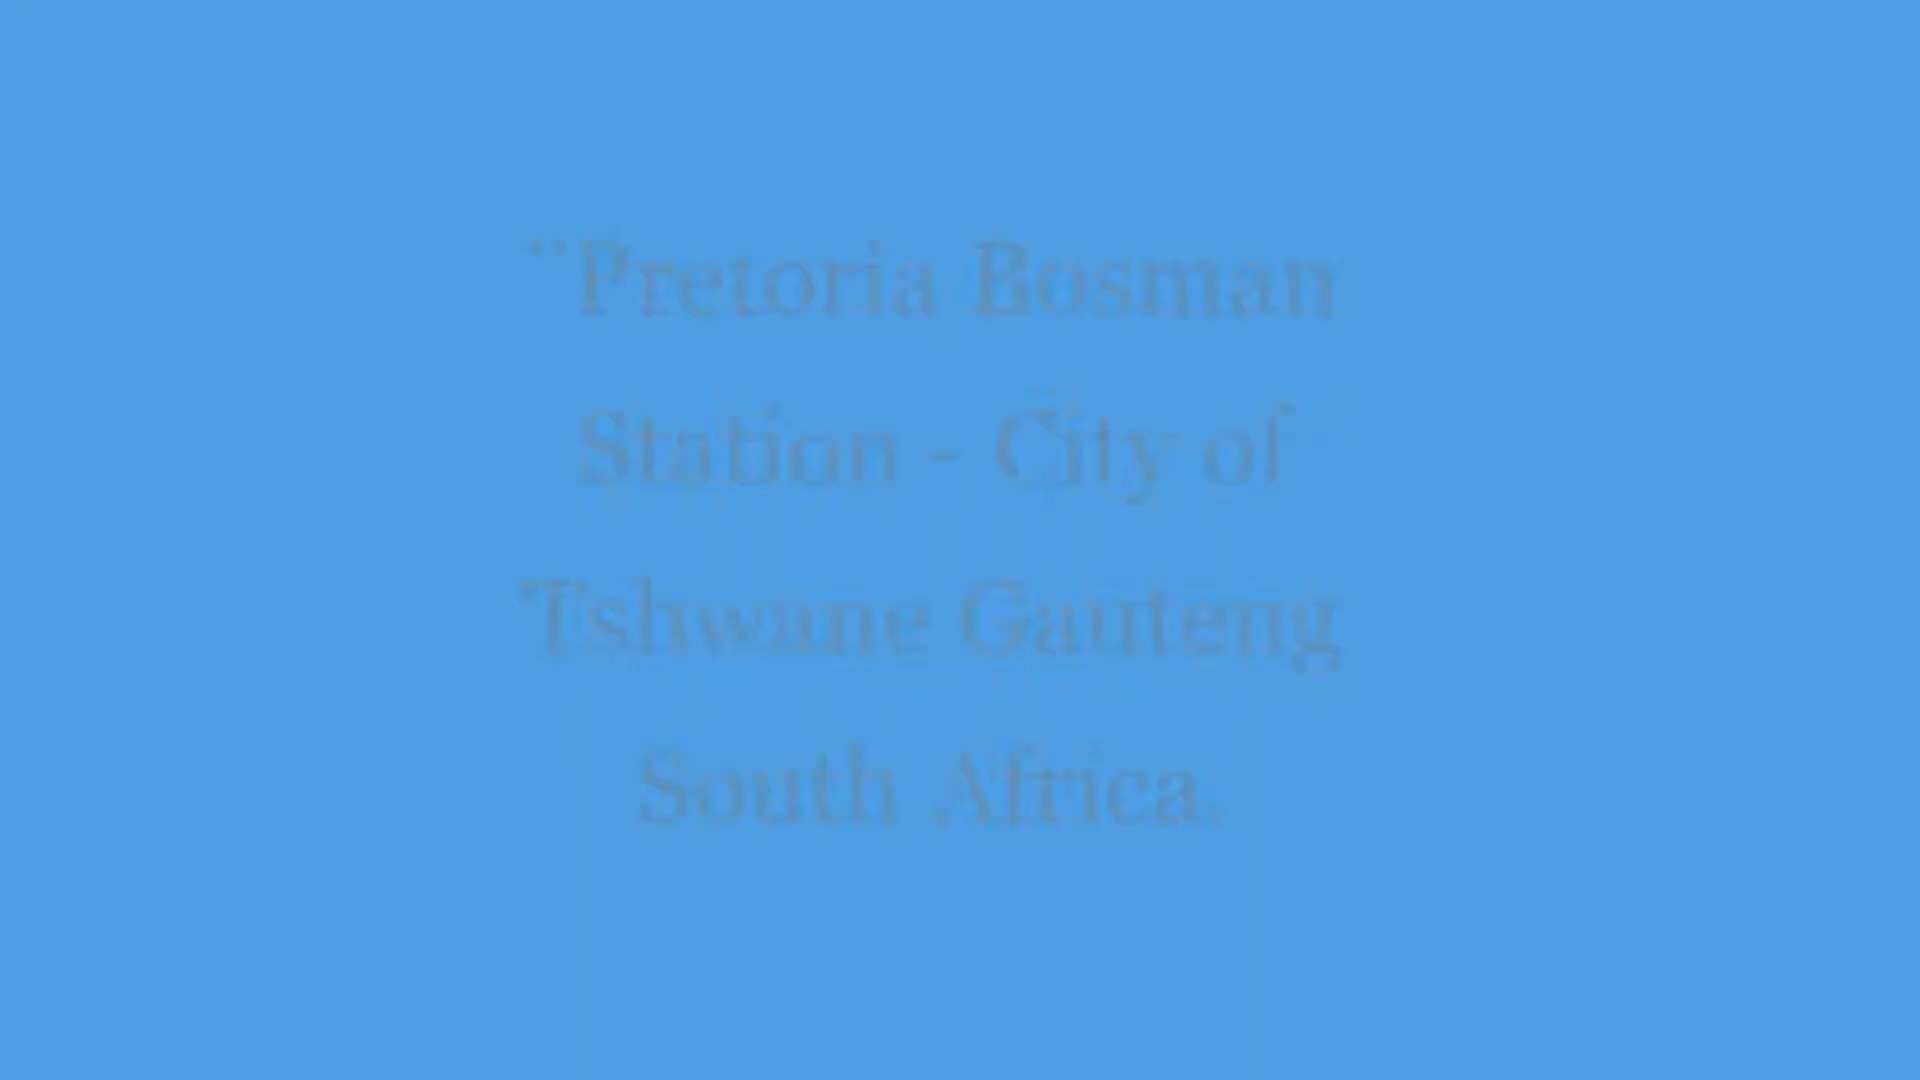 ¨Pretoria Bosman
Station - City of
Tshwane Gauteng
South Africa.